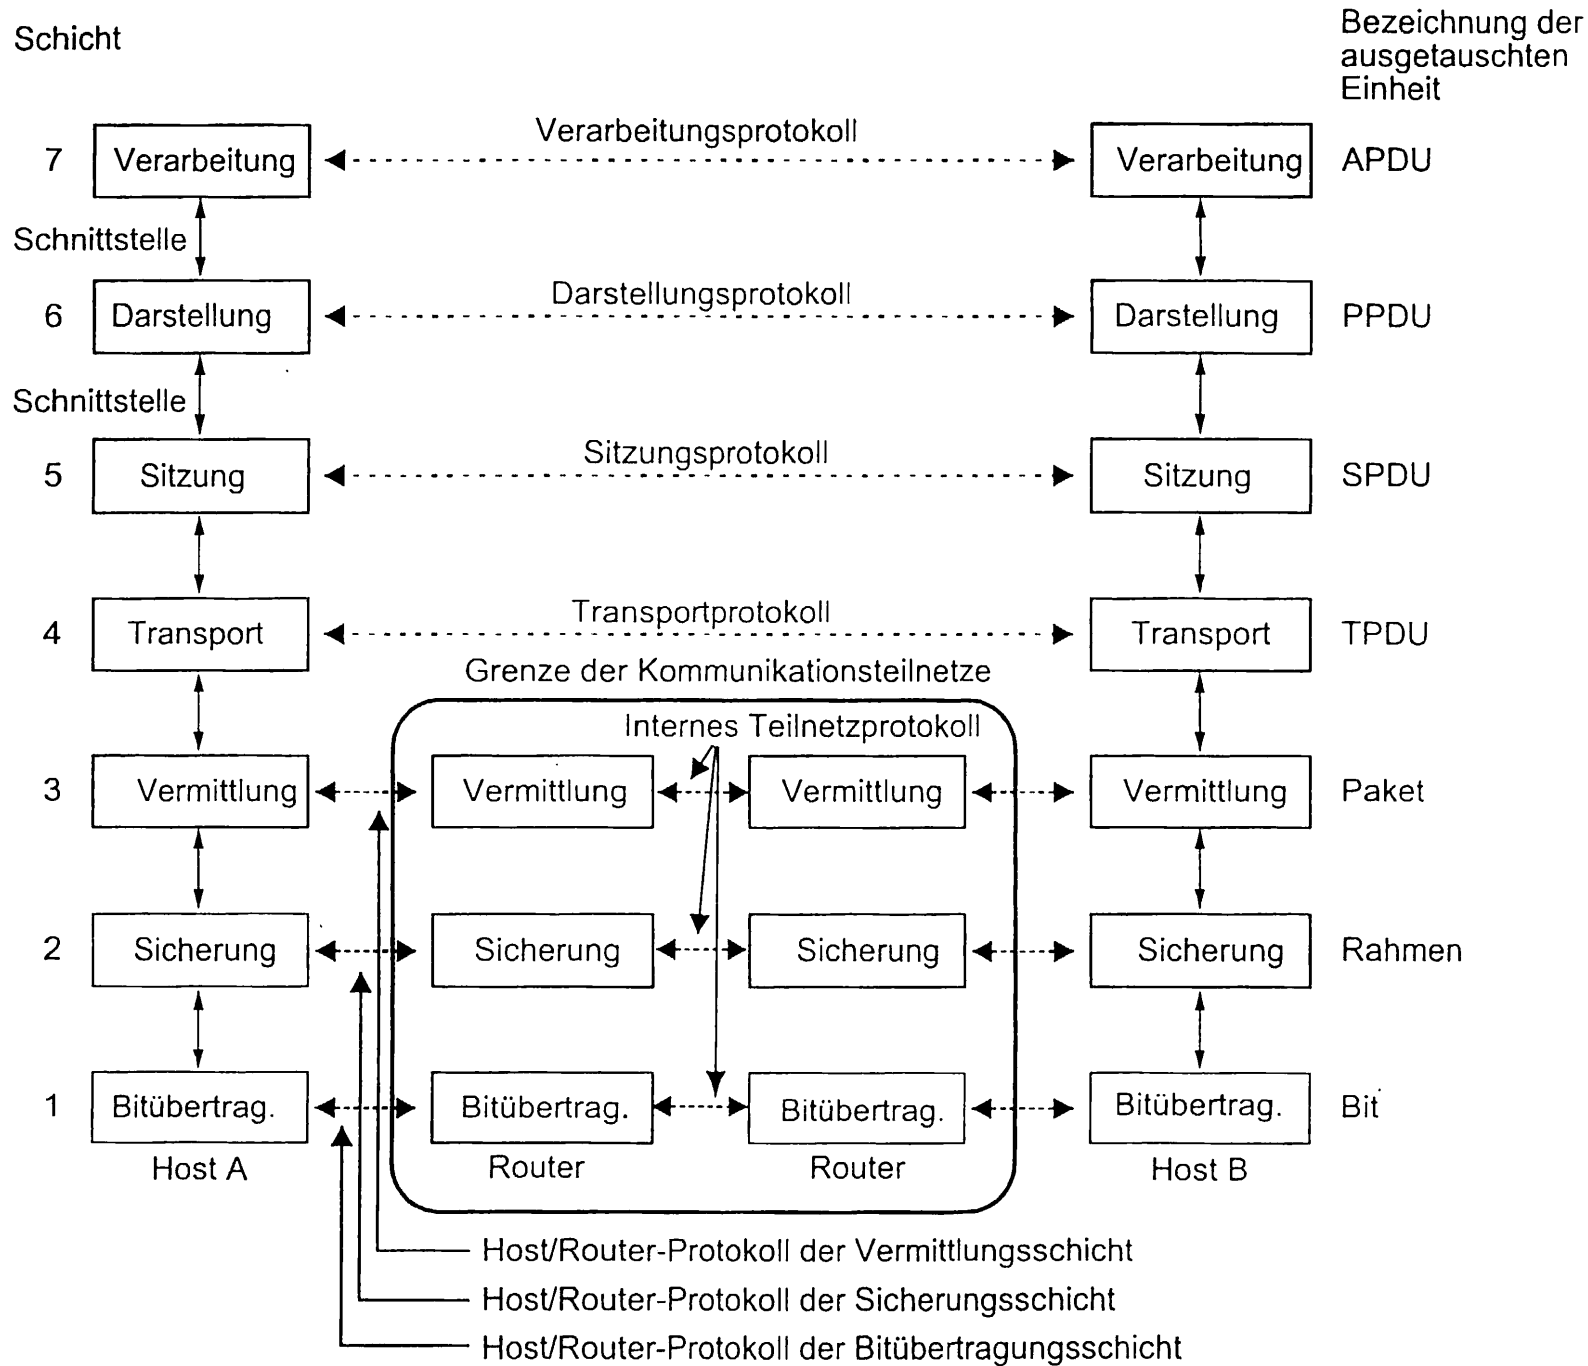 Schicht
Bezeichnung der
ausgetauschten
Einheit
Verarbeitungsprotokoll
7 Verarbeitung Verarbeitung APDU
Schnittstelle
Darstellungsprotokoll
6 Darstellung Darstellung PPDU
Schnittstelle
Sitzungsprotokoll
5 Sitzung Sitzung SPDU
Transportprotokoll
4 Transport Transport TPDU
Grenze der Kommunikationsteilnetze
Internes Teilnetzprotokoll
3 Vermittlung Vermittlung Vermittlung Vermittlung Paket
2 Sicherung Sicherung Sicherung Sicherung Rahmen
1 Bitübertrag. Bitübertrag. Bitübertrag. Bitübertrag. Bit
Host A Router Router Host B
Host/Router-Protokoll der Vermittlungsschicht
Host/Router-Protokoll der Sicherungsschicht
Host/Router-Protokoll der Bitübertragungsschicht